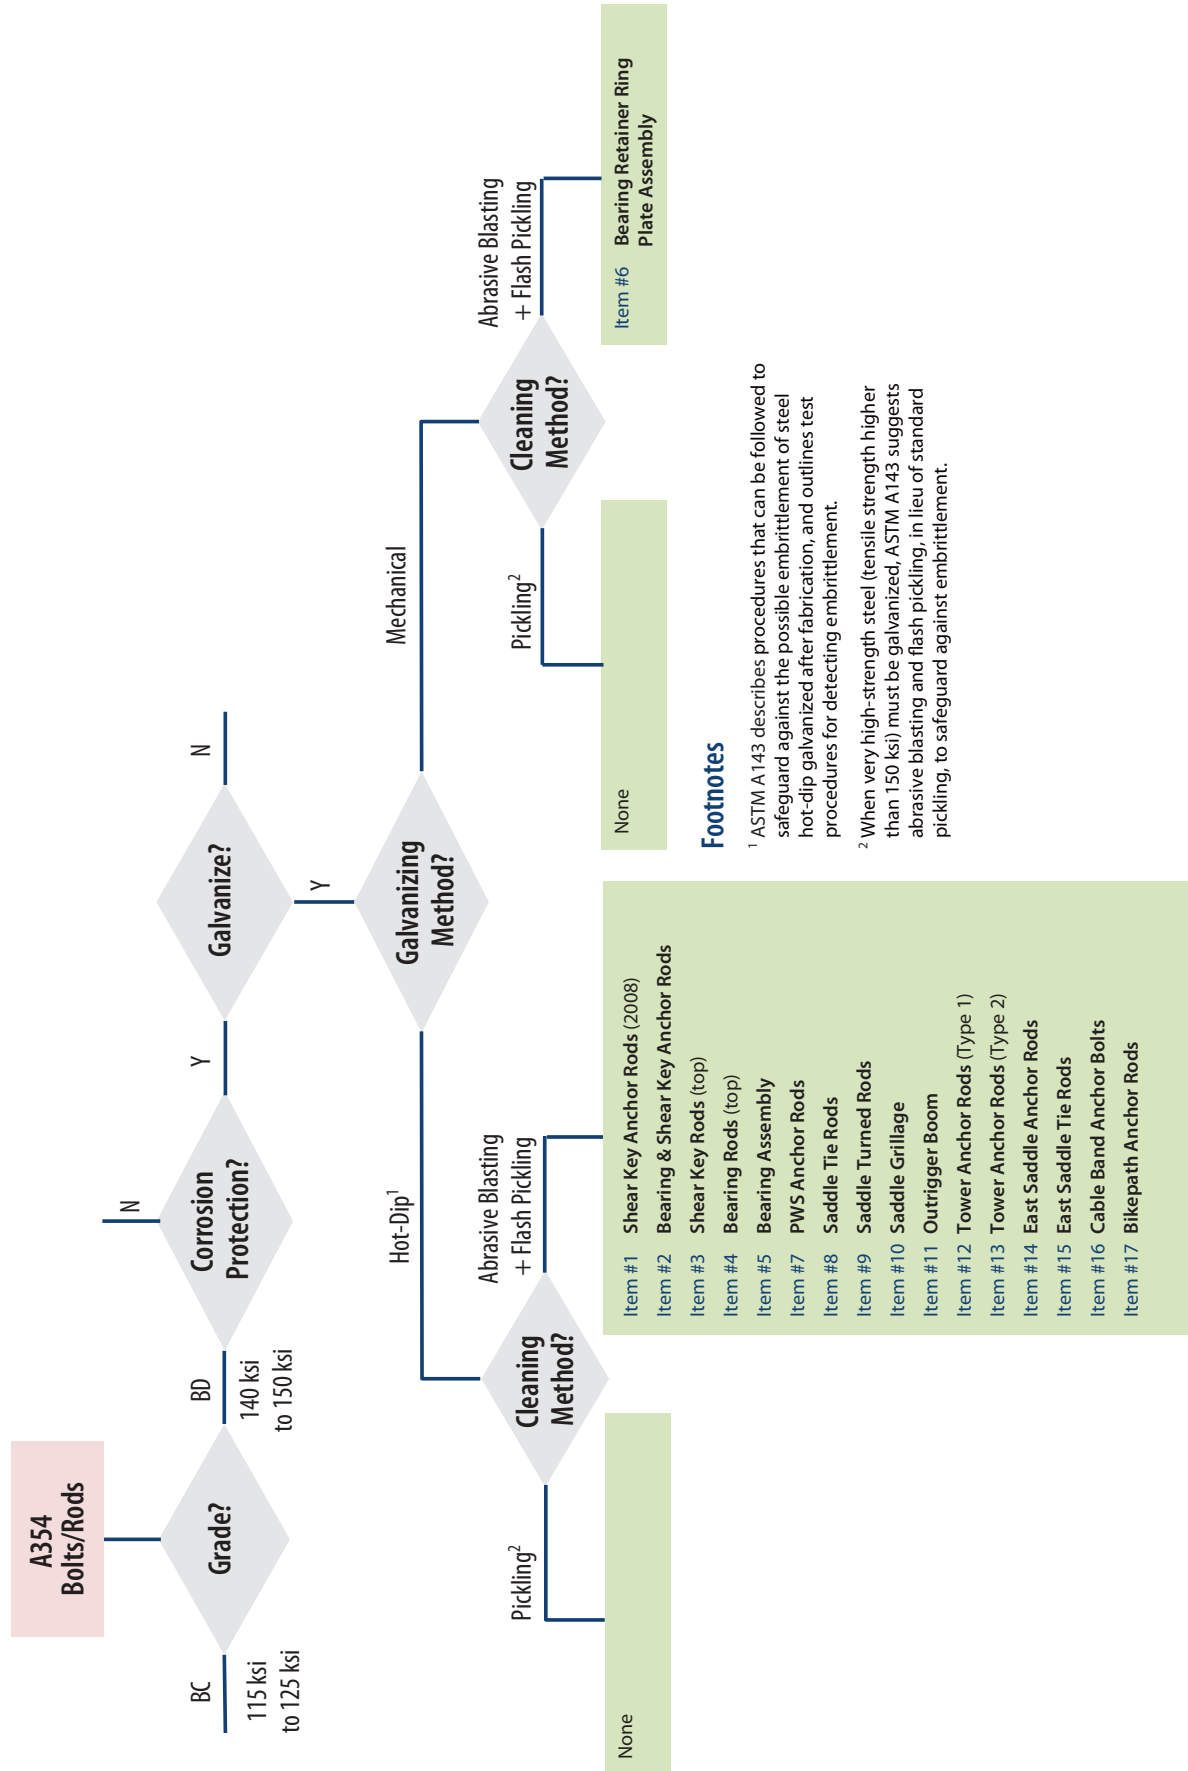 A354
Bolts/Rods
Grade?
BC
115 ksi
to 125 ksi
BD
140 ksi
to 150 ksi
Corrosion
Protection?
N
Y
Galvanize?
N
Y
Galvanizing
Method?
Hot-Dip1
Mechanical
Cleaning
Method?
Pickling2
Abrasive Blasting
+ Flash Pickling
None
Item #1 Shear Key Anchor Rods (2008)
Item #2 Bearing & Shear Key Anchor Rods
Item #3 Shear Key Rods (top)
Item #4 Bearing Rods (top)
Item #5 Bearing Assembly
Item #7 PWS Anchor Rods
Item #8 Saddle Tie Rods
Item #9 Saddle Turned Rods
Item #10 Saddle Grillage
Item #11 Outrigger Boom
Item #12 Tower Anchor Rods (Type 1)
Item #13 Tower Anchor Rods (Type 2)
Item #14 East Saddle Anchor Rods
Item #15 East Saddle Tie Rods
Item #16 Cable Band Anchor Bolts
Item #17 Bikepath Anchor Rods
Cleaning
Method?
Pickling2
Abrasive Blasting
+ Flash Pickling
None
Item #6 Bearing Retainer Ring
Plate Assembly
Footnotes
1 ASTM A143 describes procedures that can be followed to
safeguard against the possible embrittlement of steel
hot-dip galvanized after fabrication, and outlines test
procedures for detecting embrittlement.
2 When very high-strength steel (tensile strength higher
than 150 ksi) must be galvanized, ASTM A143 suggests
abrasive blasting and flash pickling, in lieu of standard
pickling, to safeguard against embrittlement.